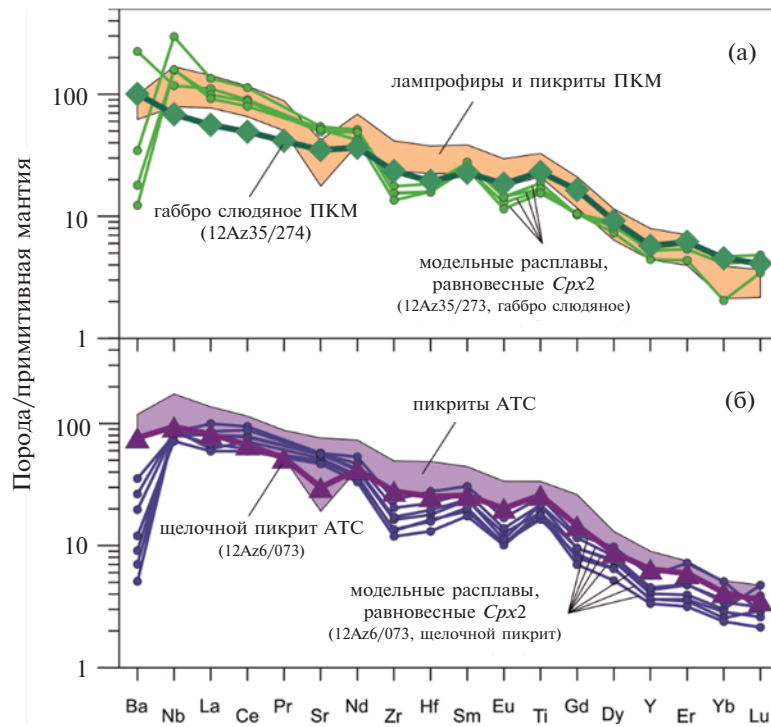 Порода/примитивная мантия
(а)
100
10
1
лампрофиры и пикриты ПКМ
габбро слюдяное ПКМ
(12Az35/274)
модельные расплавы,
равновесные Cpx2
(12Az35/273, габбро слюдяное)
(б)
100
10
1
пикриты АТС
щелочной пикрит АТС
(12Az6/073)
модельные расплавы,
равновесные Cpx2
(12Az6/073, щелочной пикрит)
Ba Nb La Ce Pr Sr Nd Zr Hf Sm Eu Ti Gd Dy Y Er Yb Lu